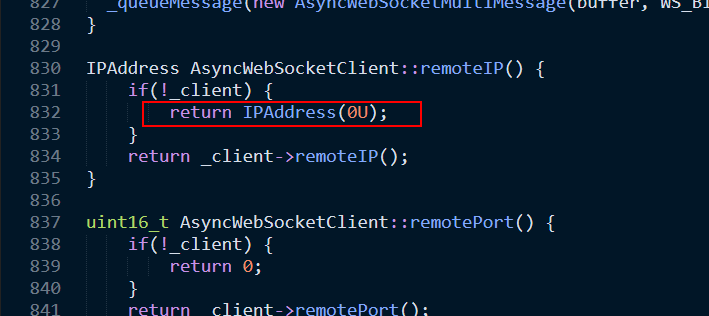 827 _queueMessage(new AsyncWebSocketMultiMessage(buffer, WS_BI
828 }
829
830 IPAddress AsyncWebSocketClient::remoteIP() {
831 if(!_client) {
832 return IPAddress(0U);
833 }
834 return _client->remoteIP();
835 }
836
837 uint16_t AsyncWebSocketClient::remotePort() {
838 if(!_client) {
839 return 0;
840 }
841 return _client->remotePort();